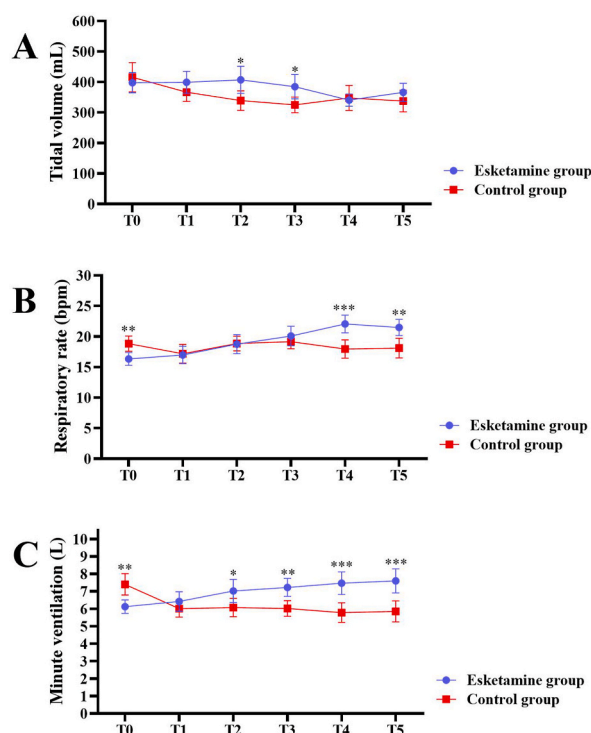 A
Tidal volume (mL)
600
500
400
300
200
100
0
*
*
T0 T1 T2 T3 T4 T5
Esketamine group
Control group
B
Respiratory rate (bpm)
30
25
20
15
10
5
0
**
***
**
T0 T1 T2 T3 T4 T5
Esketamine group
Control group
C
Minute ventilation (L)
10
9
8
7
6
5
4
3
2
1
0
**
*
**
***
***
T0 T1 T2 T3 T4 T5
Esketamine group
Control group